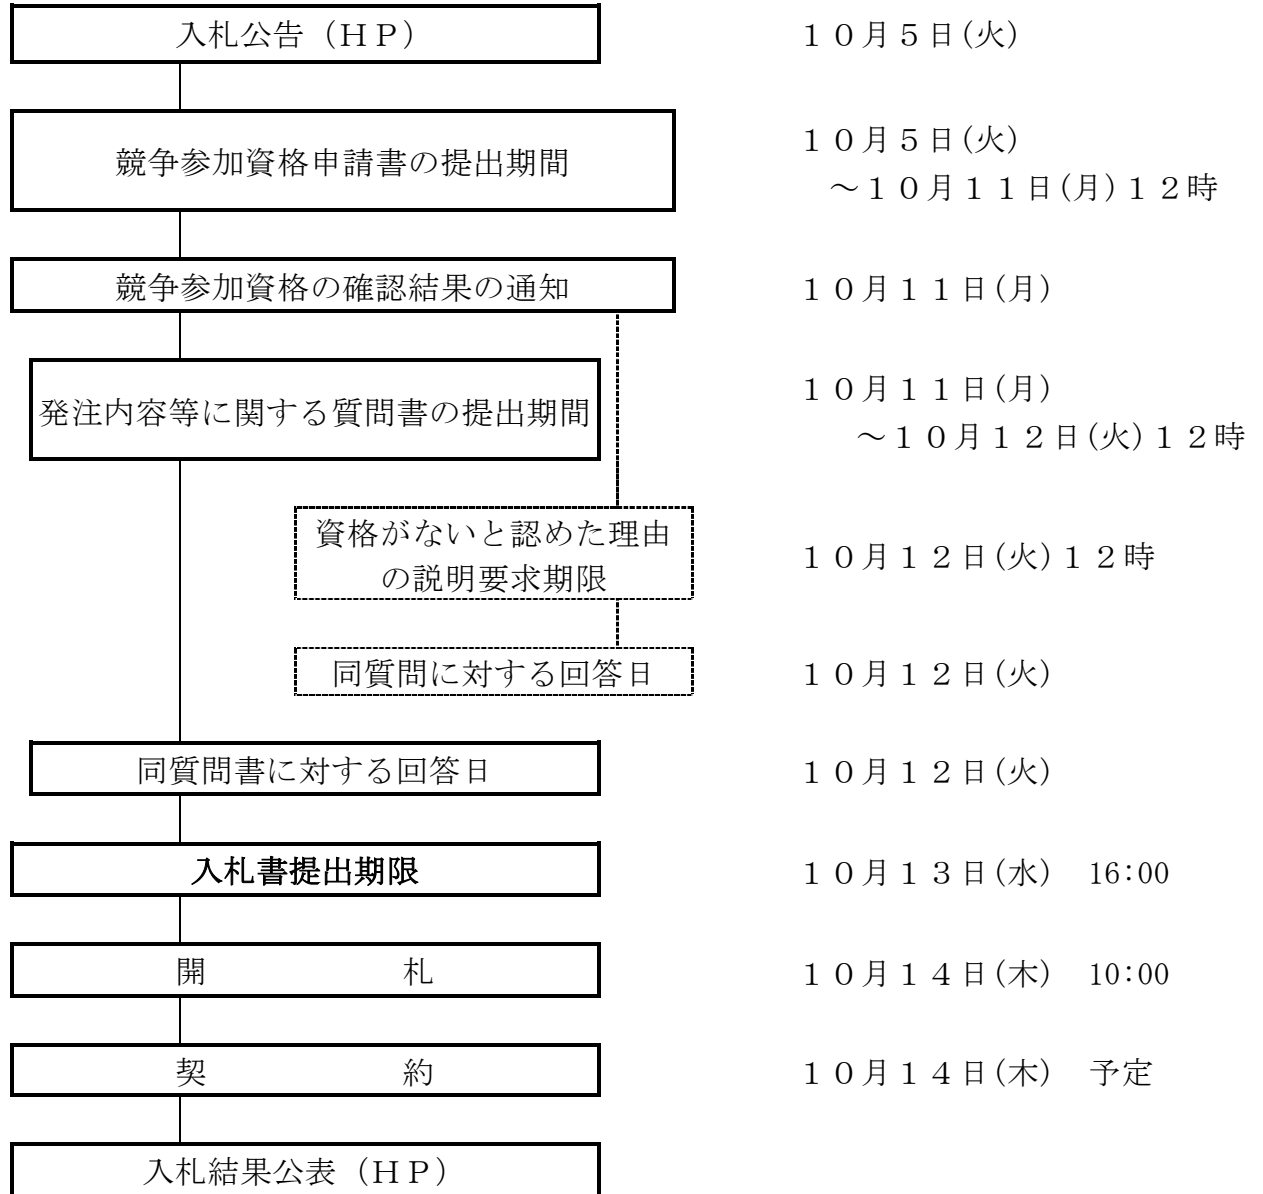 入札公告（ＨＰ）
１０月５日(火)
競争参加資格申請書の提出期間
１０月５日(火)
～１０月１１日(月)１２時
競争参加資格の確認結果の通知
１０月１１日(月)
発注内容等に関する質問書の提出期間
１０月１１日(月)
～１０月１２日(火)１２時
資格がないと認めた理由
の説明要求期限
１０月１２日(火)１２時
同質問に対する回答日
１０月１２日(火)
同質問書に対する回答日
１０月１２日(火)
入札書提出期限
１０月１３日(水)　16:00
開　　　　　　札
１０月１４日(木)　10:00
契　　　　　　約
１０月１４日(木)　予定
入札結果公表（ＨＰ）